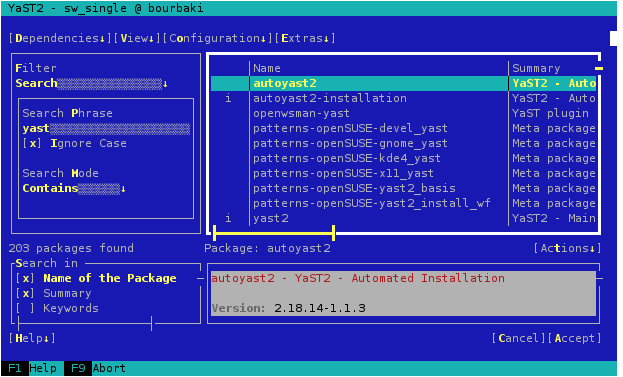 YaST2 - sw_single @ bourbaki
[Dependencies↓][View↓][Configuration↓][Extras↓]
Filter
Search↓
Search Phrase
yast
[x] Ignore Case
Search Mode
Contains↓
Name Summary
autoyast2 YaST2 - Auto
i autoyast2-installation YaST2 - Auto
openwsman-yast YaST plugin
patterns-openSUSE-devel_yast Meta package
patterns-openSUSE-gnome_yast Meta package
patterns-openSUSE-kde4_yast Meta package
patterns-openSUSE-x11_yast Meta package
patterns-openSUSE-yast2_basis Meta package
patterns-openSUSE-yast2_install_wf Meta package
i yast2 YaST2 - Main
203 packages found Package: autoyast2 [Actions↓]
Search in
[x] Name of the Package
[x] Summary
[ ] Keywords
autoyast2 - YaST2 - Automated Installation
Version: 2.18.14-1.1.3
[Help↓] [Cancel][Accept]
F1 Help F9 Abort